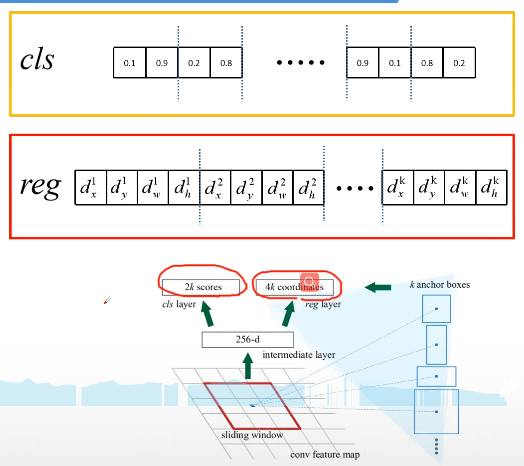 cls 0.1 0.9 0.2 0.8 ••••• 0.9 0.1 0.8 0.2
reg d_x^1 d_y^1 d_w^1 d_h^1 d_x^2 d_y^2 d_w^2 d_h^2 •••• d_x^k d_y^k d_w^k d_h^k
2k scores 4k coordinates k anchor boxes
cls layer reg layer
256-d
intermediate layer
sliding window
conv feature map